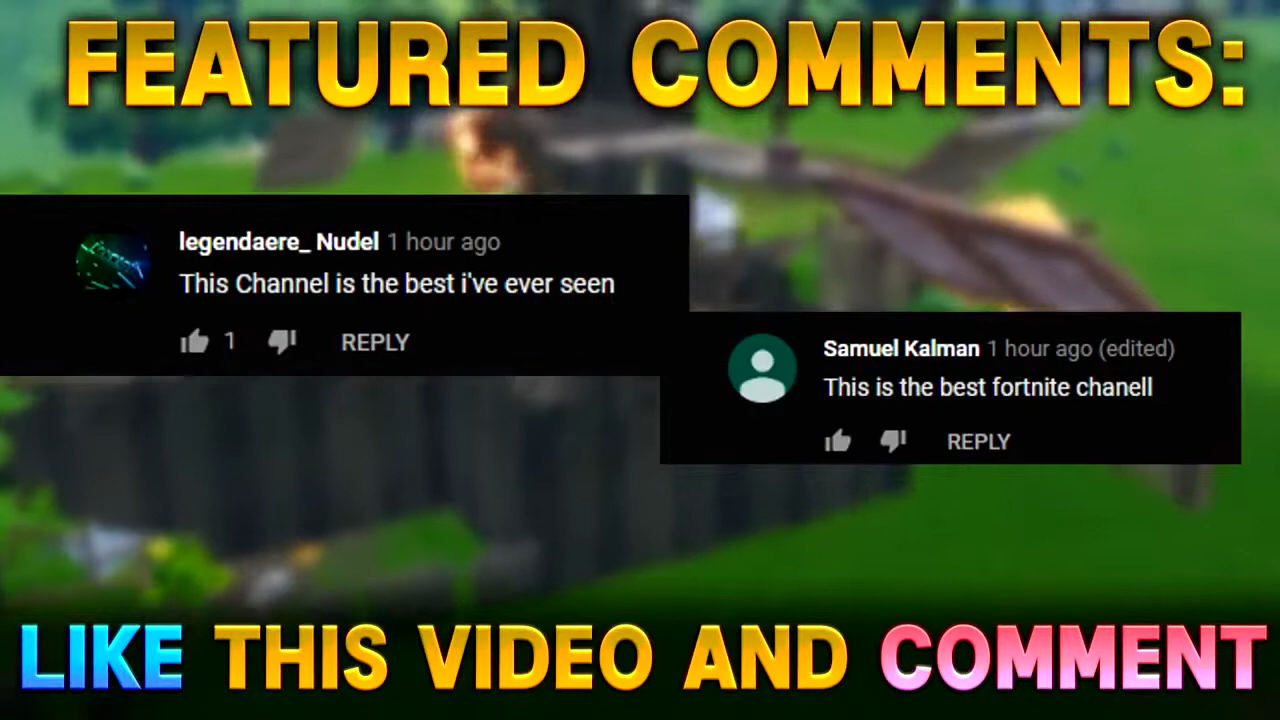 FEATURED COMMENTS:
legendaere_ Nudel 1 hour ago
This Channel is the best i've ever seen
1 REPLY
Samuel Kalman 1 hour ago (edited)
This is the best fortnite chanell
REPLY
LIKE THIS VIDEO AND COMMENT